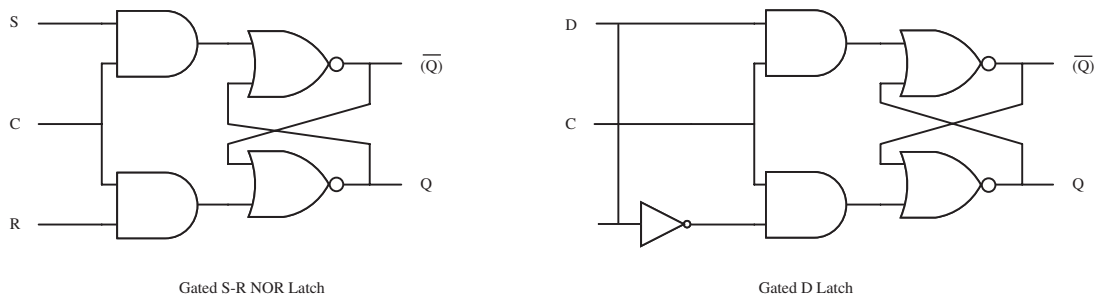 S
C
R
(Q)
Q
Gated S-R NOR Latch
D
C
(Q)
Q
Gated D Latch